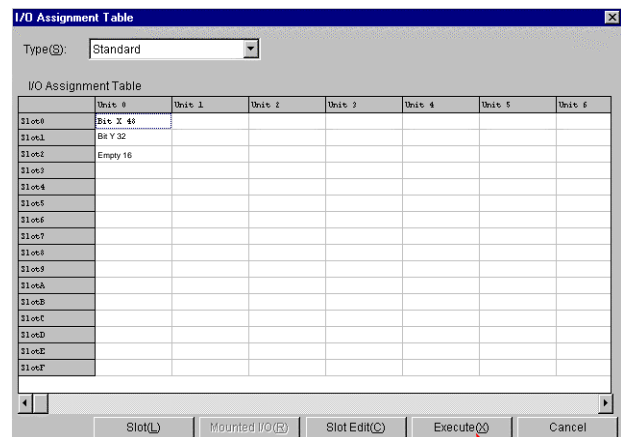 I/O Assignment Table
Type(S): Standard
I/O Assignment Table
Unit 0 Unit 1 Unit 2 Unit 3 Unit 4 Unit 5 Unit 6
Slot0 Bit X 48
Slot1 Bit Y 32
Slot2 Empty 16
Slot3
Slot4
Slot5
Slot6
Slot7
Slot8
Slot9
SlotA
SlotB
SlotC
SlotD
SlotE
SlotF
Slot(L) Mounted I/O(R) Slot Edit(C) Execute(X) Cancel